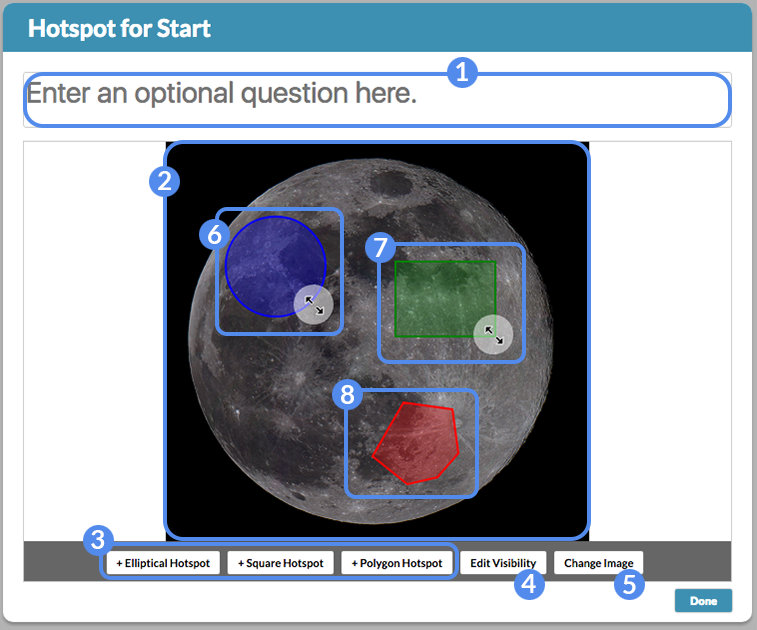 Hotspot for Start
1
Enter an optional question here.
2
6
7
8
3
+ Elliptical Hotspot + Square Hotspot + Polygon Hotspot Edit Visibility Change Image
4 5
Done